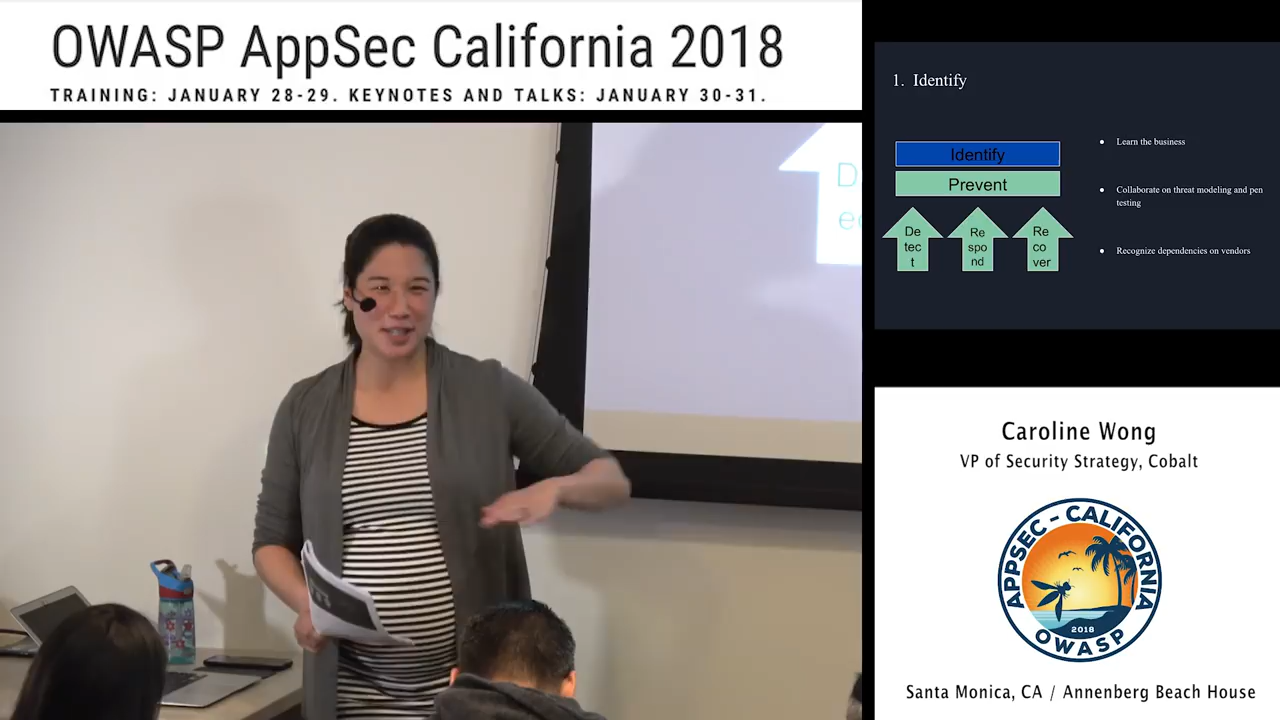 OWASP AppSec California 2018
TRAINING: JANUARY 28-29. KEYNOTES AND TALKS: JANUARY 30-31.
1. Identify
Identify
Prevent
De
tec
t
Re
spo
nd
Re
co
ver
Learn the business
Collaborate on threat modeling and pen
testing
Recognize dependencies on vendors
D
Caroline Wong
VP of Security Strategy, Cobalt
APPSEC - CALIFORNIA
2018
OWASP
Santa Monica, CA / Annenberg Beach House